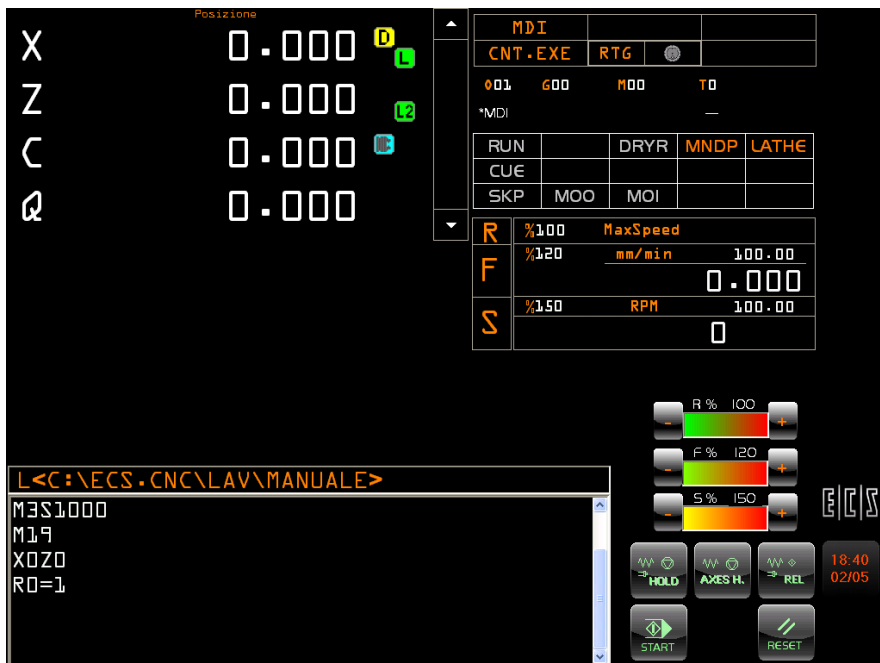 Posizione
X 0.000 D L
Z 0.000 L2
C 0.000
Q 0.000
MDI
CNT.EXE RTG
001 G00 M00 T0
*MDI —
RUN DRYR MNDP LATHE
CUE
SKP M00 M01
R %100 MaxSpeed
F %120 mm/min 100.00
0.000
S %150 RPM 100.00
0
R % 100
- +
F % 120
- +
S % 150
- +
L<C:\ECS.CNC\LAV\MANUALE>
M3S1000
M19
X0Z0
R0=1
E|C|S
HOLD AXES H. REL
18:40
02/05
START RESET